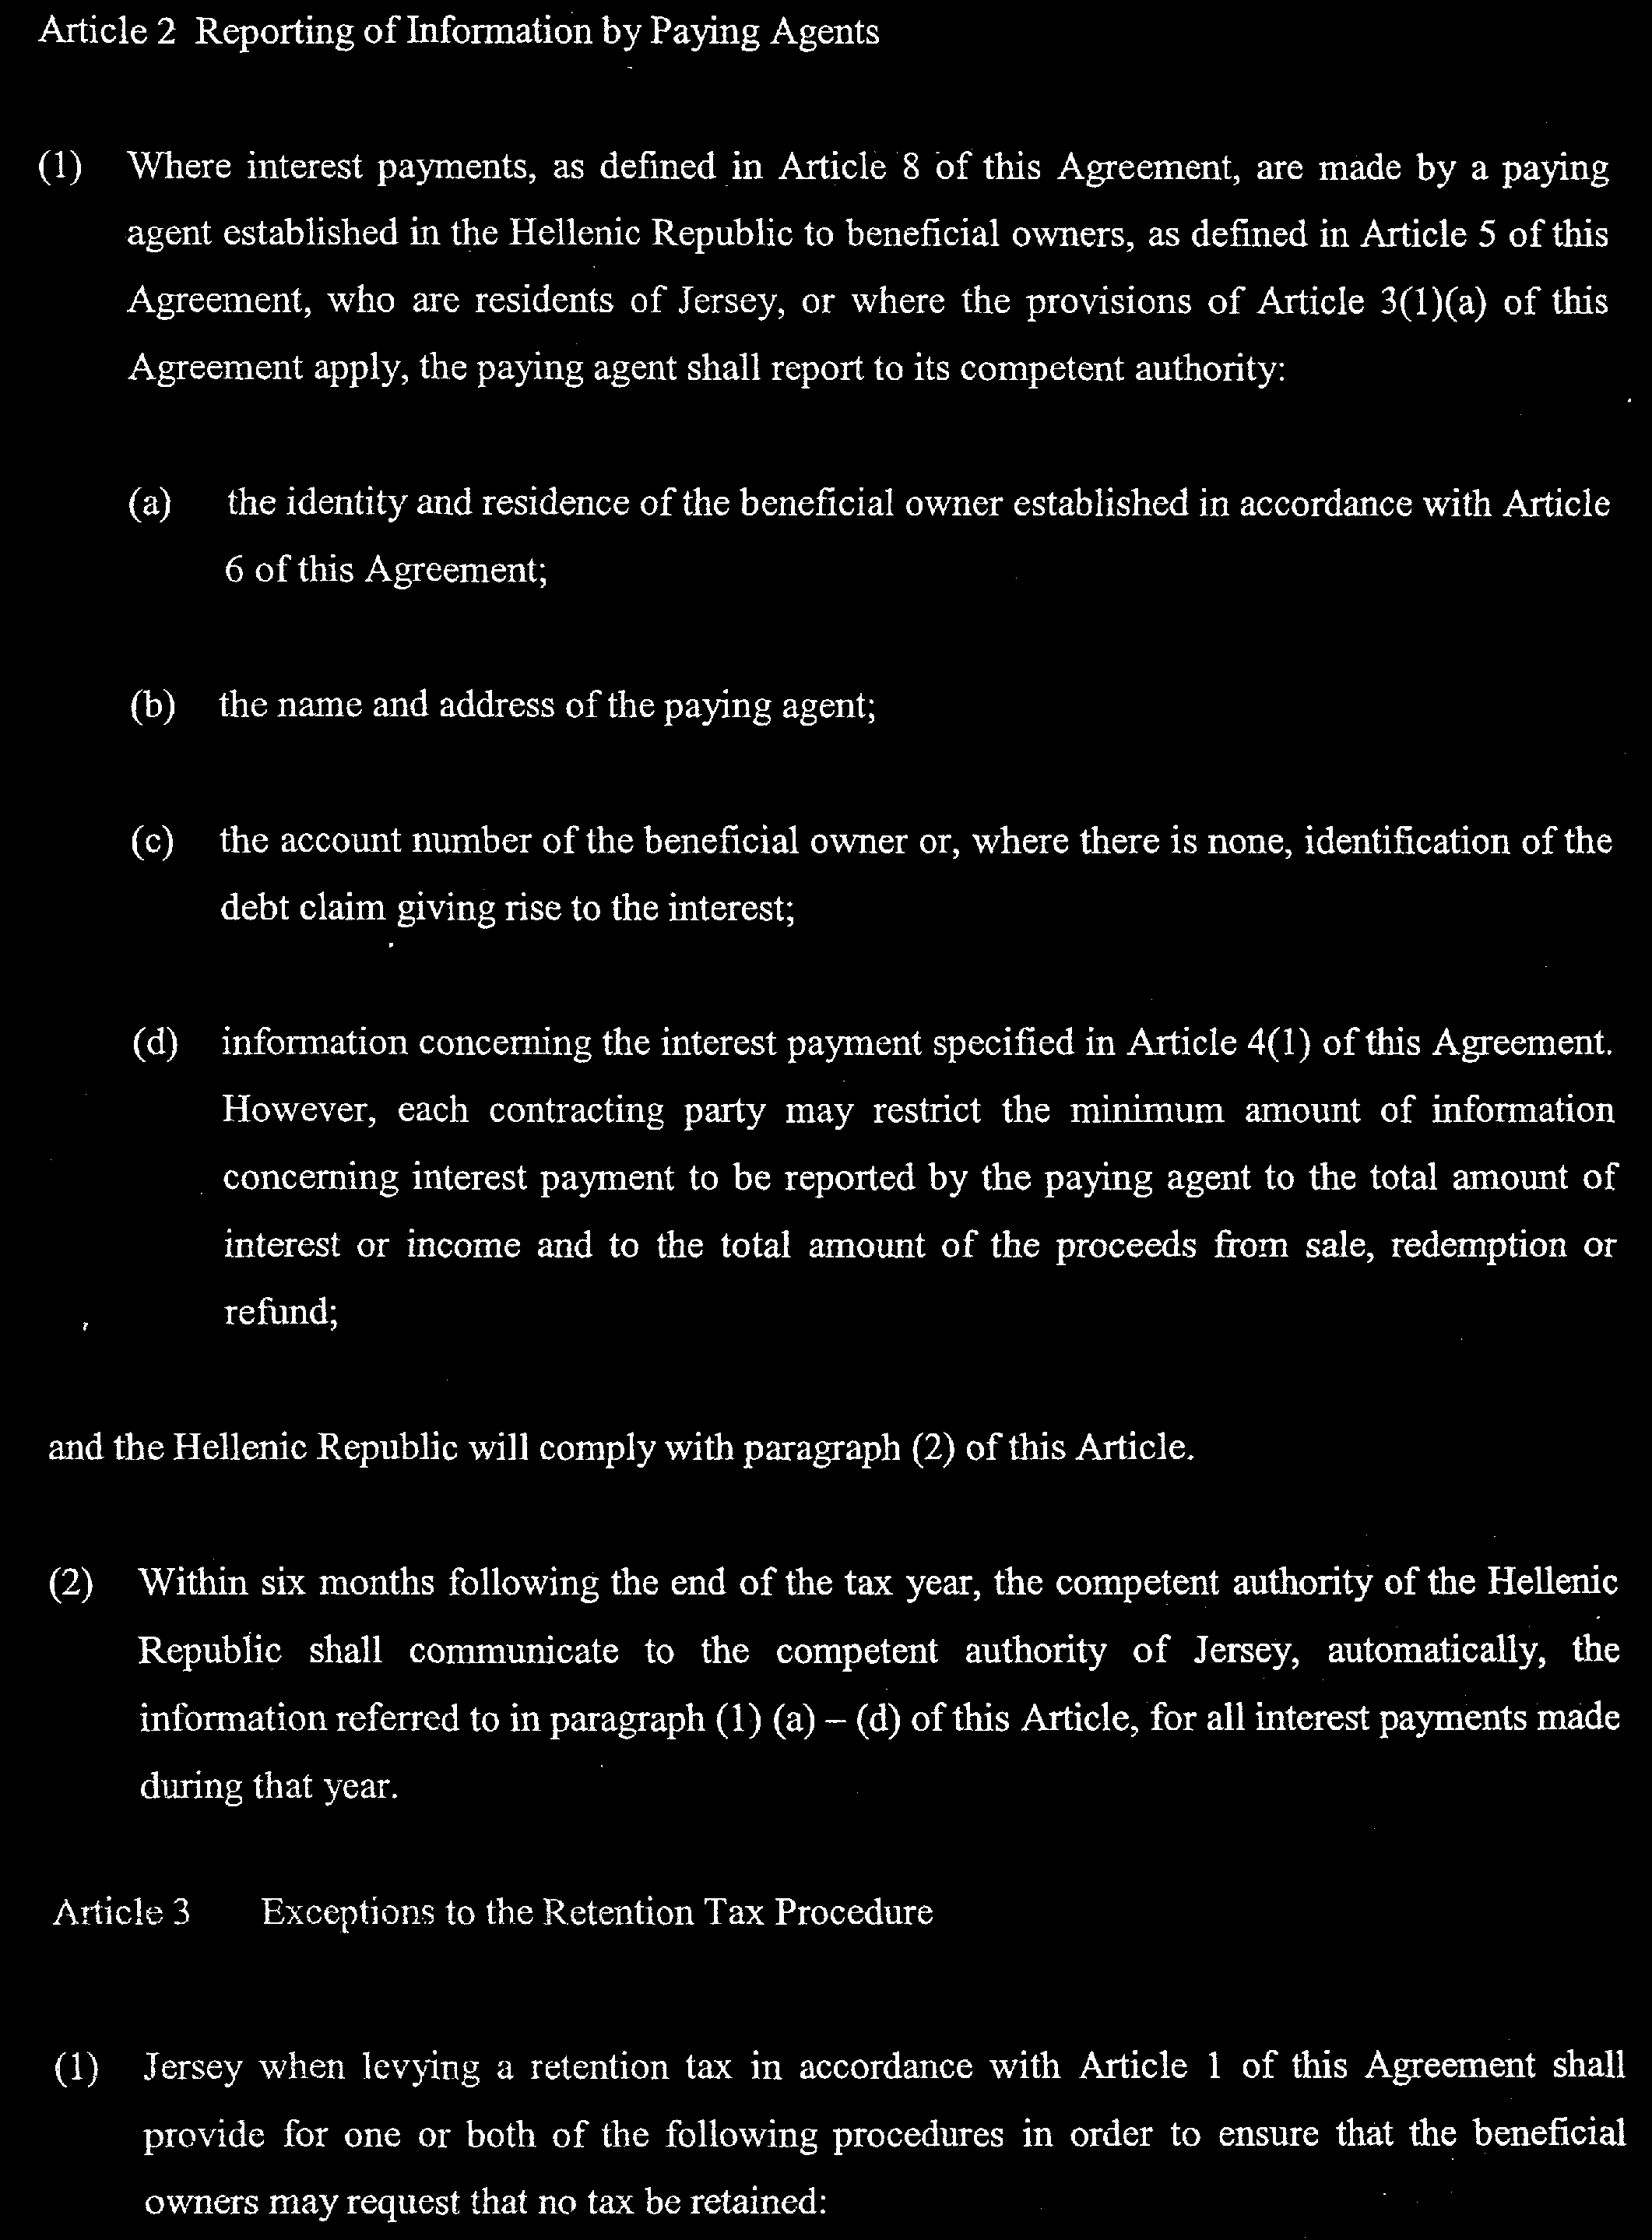 Article 2 Reporting of Information by Paying Agents
(1) Where interest payments, as defined in Article 8 of this Agreement, are made by a paying
agent established in the Hellenic Republic to beneficial owners, as defined in Article 5 of this
Agreement, who are residents of Jersey, or where the provisions of Article 3(1)(a) of this
Agreement apply, the paying agent shall report to its competent authority:
(a) the identity and residence of the beneficial owner established in accordance with Article
6 of this Agreement;
(b) the name and address of the paying agent;
(c) the account number of the beneficial owner or, where there is none, identification of the
debt claim giving rise to the interest;
(d) information concerning the interest payment specified in Article 4(1) of this Agreement.
However, each contracting party may restrict the minimum amount of information
concerning interest payment to be reported by the paying agent to the total amount of
interest or income and to the total amount of the proceeds from sale, redemption or
refund;
and the Hellenic Republic will comply with paragraph (2) of this Article.
(2) Within six months following the end of the tax year, the competent authority of the Hellenic
Republic shall communicate to the competent authority of Jersey, automatically, the
information referred to in paragraph (1) (a) – (d) of this Article, for all interest payments made
during that year.
Article 3 Exceptions to the Retention Tax Procedure
(1) Jersey when levying a retention tax in accordance with Article 1 of this Agreement shall
provide for one or both of the following procedures in order to ensure that the beneficial
owners may request that no tax be retained: